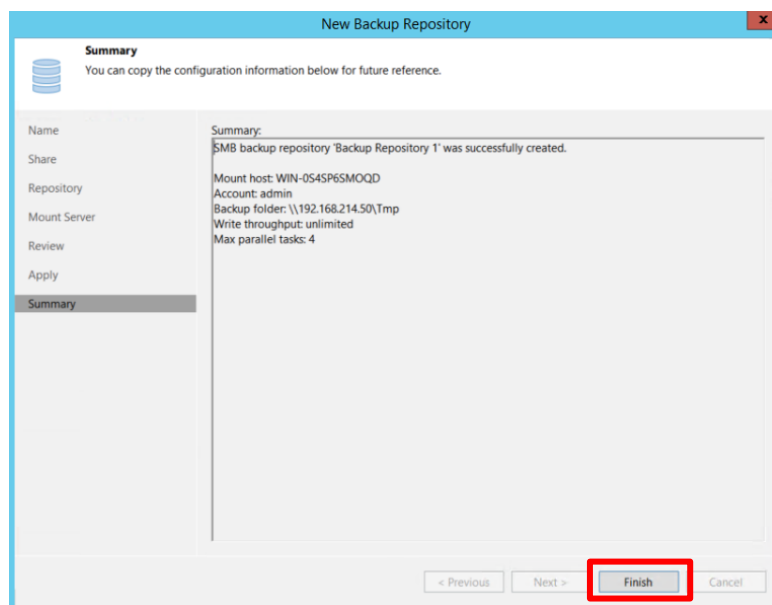 New Backup Repository
x
Summary
You can copy the configuration information below for future reference.
Name
Share
Repository
Mount Server
Review
Apply
Summary
Summary:
SMB backup repository 'Backup Repository 1' was successfully created.
Mount host: WIN-0S4SP6SMOQD
Account: admin
Backup folder: \\192.168.214.50\Tmp
Write throughput: unlimited
Max parallel tasks: 4
< Previous
Next >
Finish
Cancel